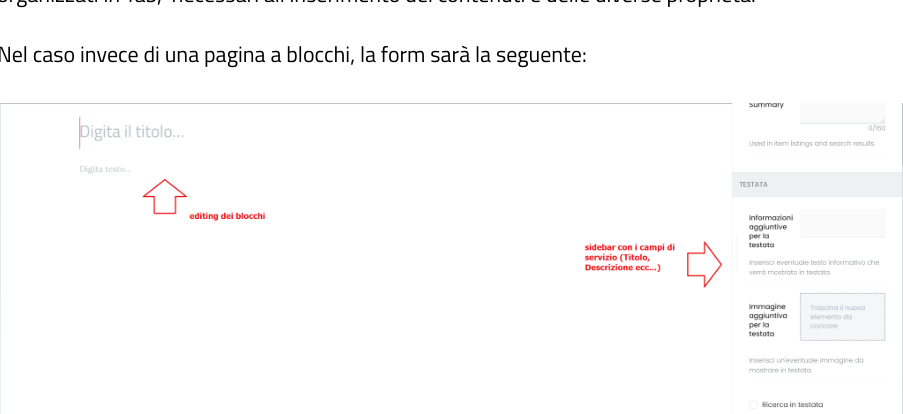 organizzati in Tab, necessari all'inserimento dei contenuti e delle diverse proprietà.
Nel caso invece di una pagina a blocchi, la form sarà la seguente:
Digita il titolo...
Digita testo...
editing dei blocchi
sidebar con i campi di
servizio (Titolo,
Descrizione ecc...)
Summary
0/160
Used in item listings and search results.
TESTATA
Informazioni
aggiuntive
per la
testata
Inserisci eventuale testo informativo che
verrà mostrato in testata.
Immagine
aggiuntiva
per la
testata
Trascina il nuovo
elemento da
caricare
Inserisci un'eventuale immagine da
mostrare in testata.
Ricerca in testata